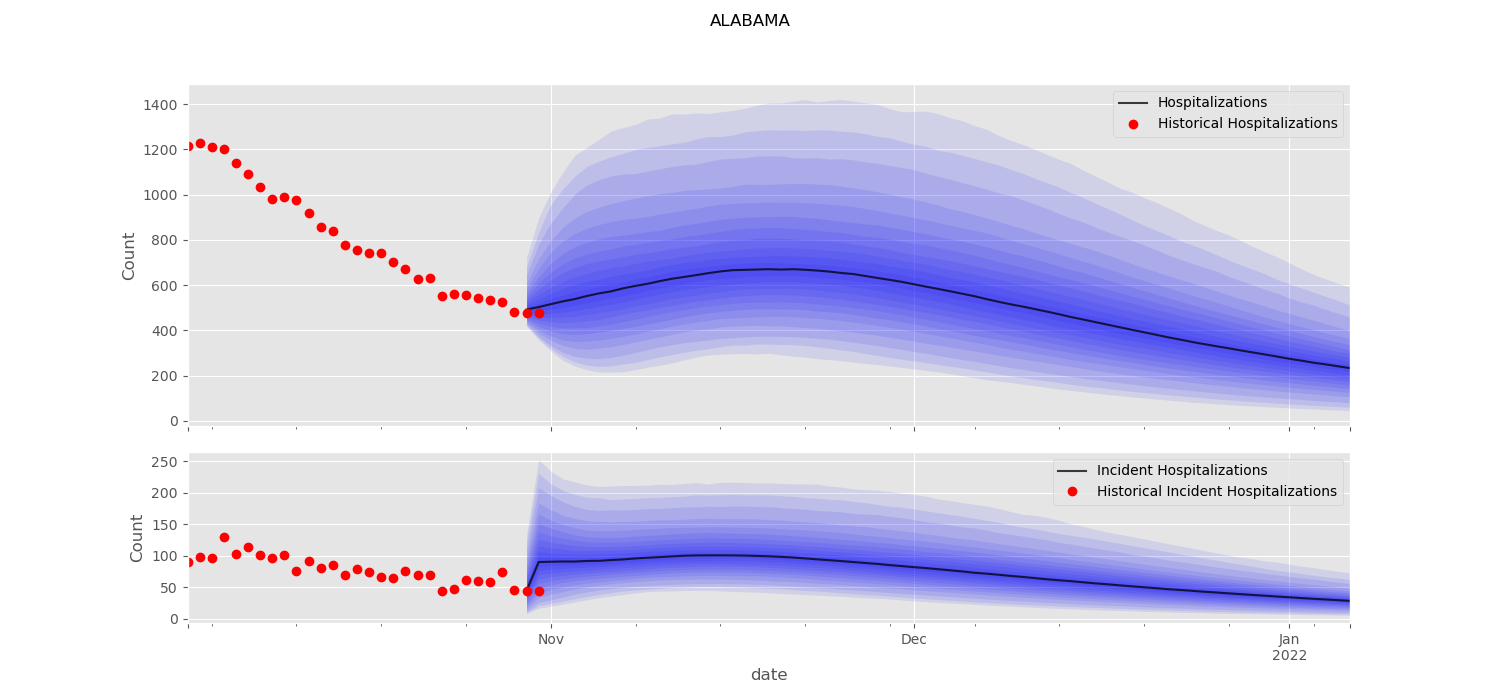 ALABAMA
1400
1200
1000
800
600
400
200
0
Count
Hospitalizations
Historical Hospitalizations
250
200
150
100
50
0
Count
Incident Hospitalizations
Historical Incident Hospitalizations
Nov
Dec
Jan
2022
date